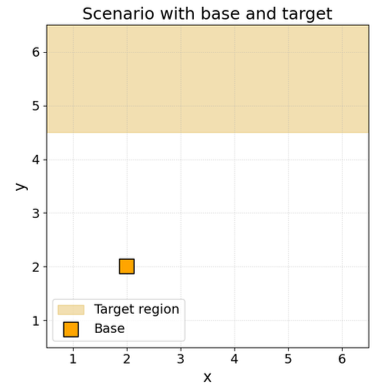 Scenario with base and target
6
5
4
3
2
1
y
Target region
Base
1 2 3 4 5 6
x